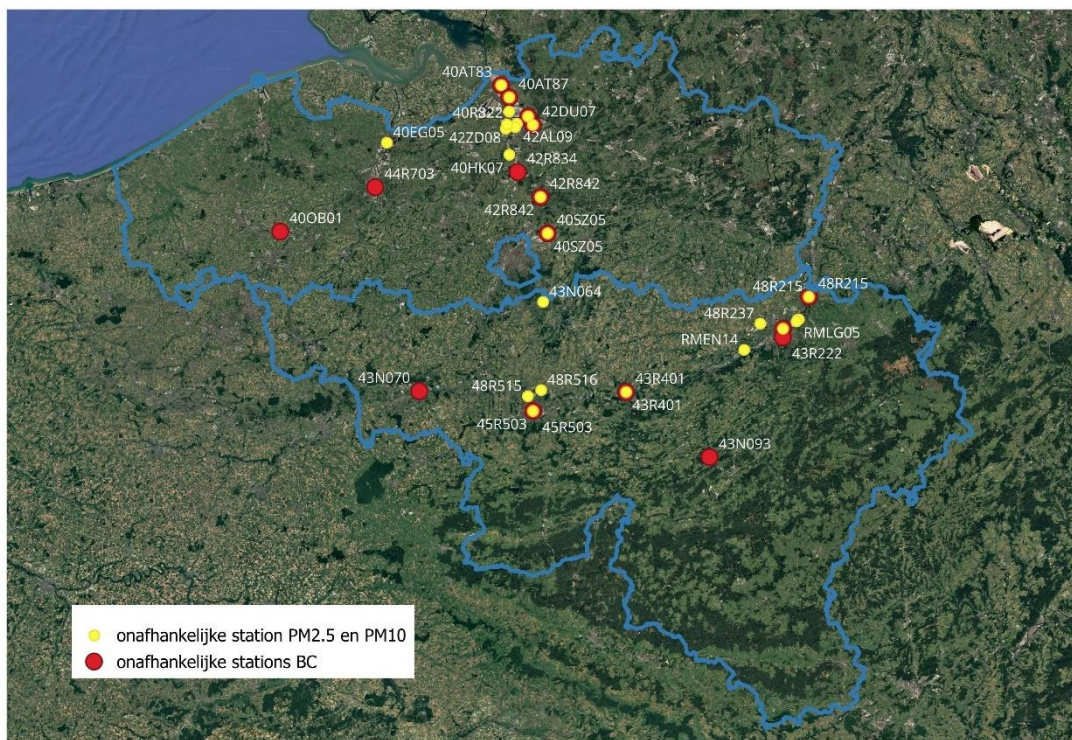 40AT83
40AT87
40R822
42DU07
40EG05
42ZD08
42AL09
42R834
40HK07
44R703
42R842
42R842
40OB01
40SZ05
40SZ05
43N064
48R215
48R215
48R237
RMLG05
RMEN14
43R222
43N070
48R515
48R516
43R401
43R401
45R503
45R503
43N093
onafhankelijke station PM2.5 en PM10
onafhankelijke stations BC